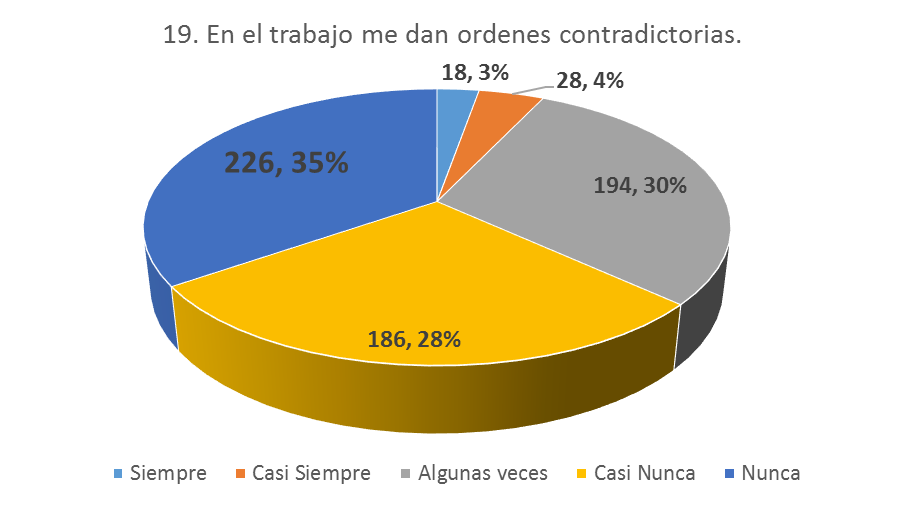 19. En el trabajo me dan ordenes contradictorias.
18, 3%
28, 4%
226, 35%
194, 30%
186, 28%
Siempre Casi Siempre Algunas veces Casi Nunca Nunca